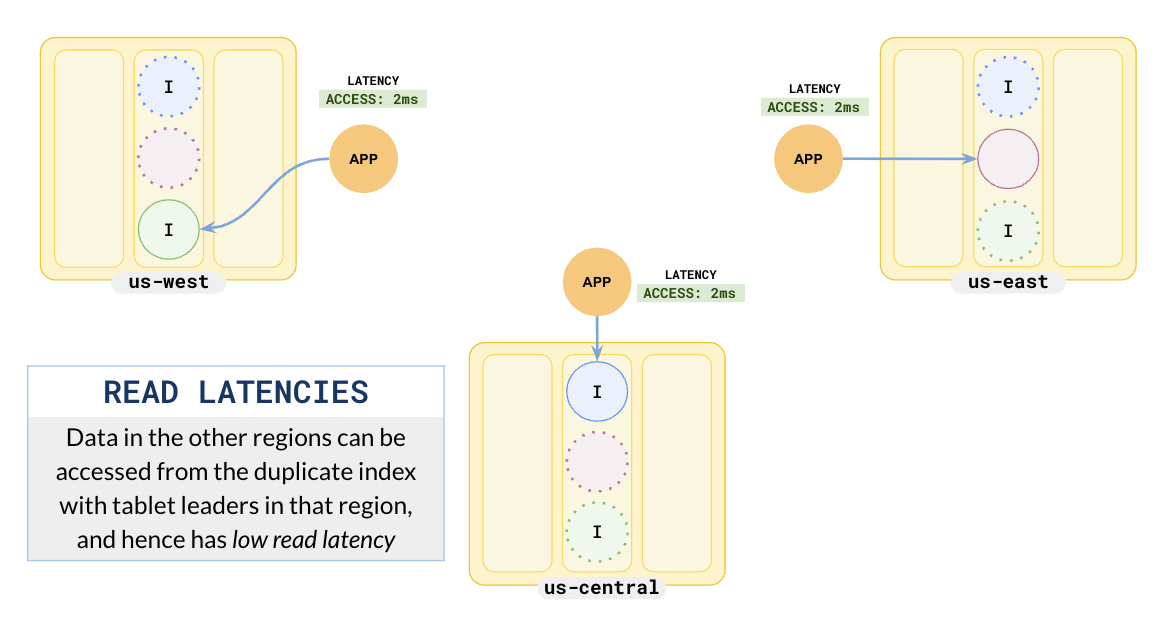 I
I
us-west
LATENCY
ACCESS: 2ms
APP
LATENCY
ACCESS: 2ms
APP
I
I
us-east
APP
LATENCY
ACCESS: 2ms
I
I
us-central
READ LATENCIES
Data in the other regions can be
accessed from the duplicate index
with tablet leaders in that region,
and hence has low read latency